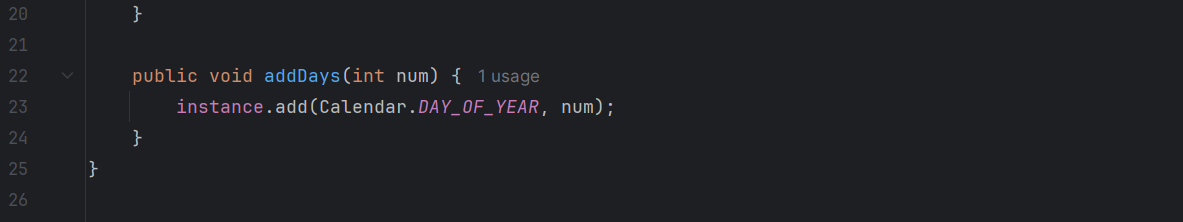 20 }
21
22 public void addDays(int num) { 1 usage
23 instance.add(Calendar.DAY_OF_YEAR, num);
24 }
25 }
26